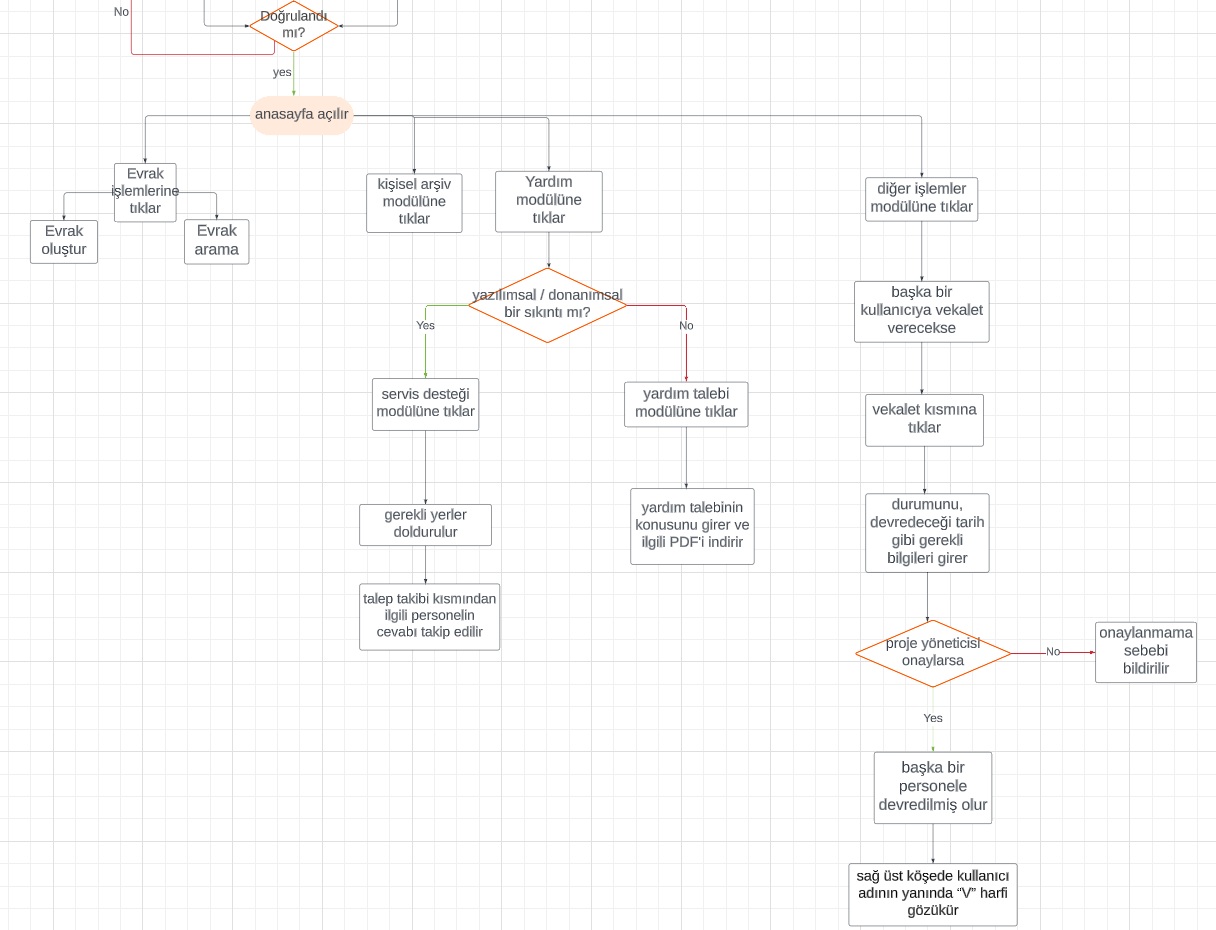 No
Doğrulandı
mı?
yes
anasayfa açılır
Evrak
işlemlerine
tıklar
Evrak
oluştur
Evrak
arama
kişisel arşiv
modülüne
tıklar
Yardım
modülüne
tıklar
yazılımsal / donanımsal
bir sıkıntı mı?
Yes
No
servis desteği
modülüne tıklar
gerekli yerler
doldurulur
talep takibi kısmından
ilgili personelin
cevabı takip edilir
yardım talebi
modülüne tıklar
yardım talebinin
konusunu girer ve
ilgili PDF'i indirir
diğer işlemler
modülüne tıklar
başka bir
kullanıcıya vekalet
verecekse
vekalet kısmına
tıklar
durumunu,
devredeceği tarih
gibi gerekli
bilgileri girer
proje yöneticisi
onaylarsa
No
onaylanmama
sebebi
bildirilir
Yes
başka bir
personele
devredilmiş olur
sağ üst köşede kullanıcı
adının yanında “V” harfi
gözükür